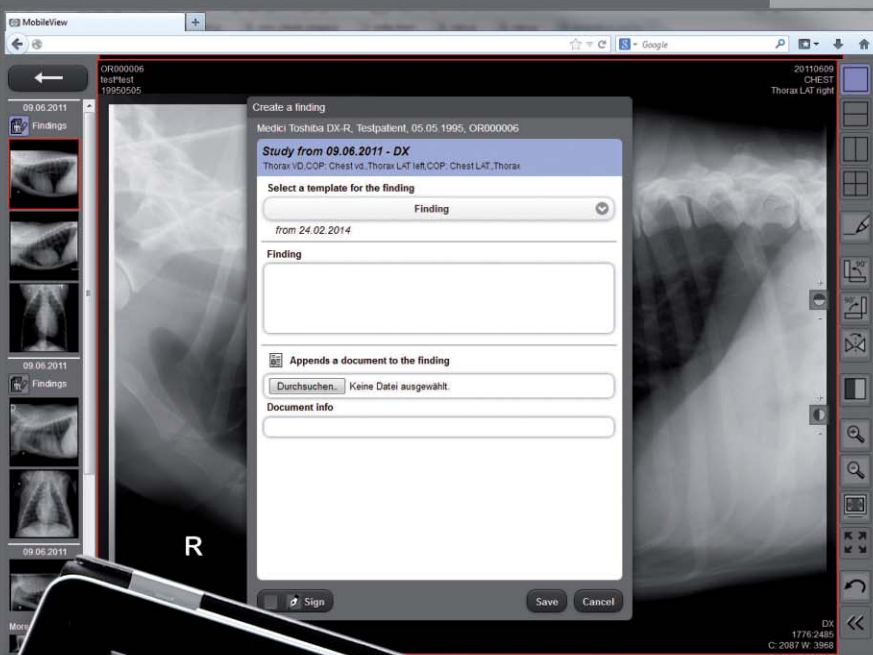 MobileView
Google
OR000006
test*test
19950505
20110609
CHEST
Thorax LAT right
09.06.2011
Findings
09.06.2011
Findings
09.06.2011
More
Create a finding
Medici Toshiba DX-R, Testpatient, 05.05.1995, OR000006
Study from 09.06.2011 - DX
Thorax VD,COP: Chest vd.,Thorax LAT left,COP: Chest LAT.,Thorax
Select a template for the finding
Finding
from 24.02.2014
Finding
Appends a document to the finding
Durchsuchen.. Keine Datei ausgewählt.
Document info
Sign Save Cancel
R
90°
90°
DX
1776:2485
C: 2087 W: 3968